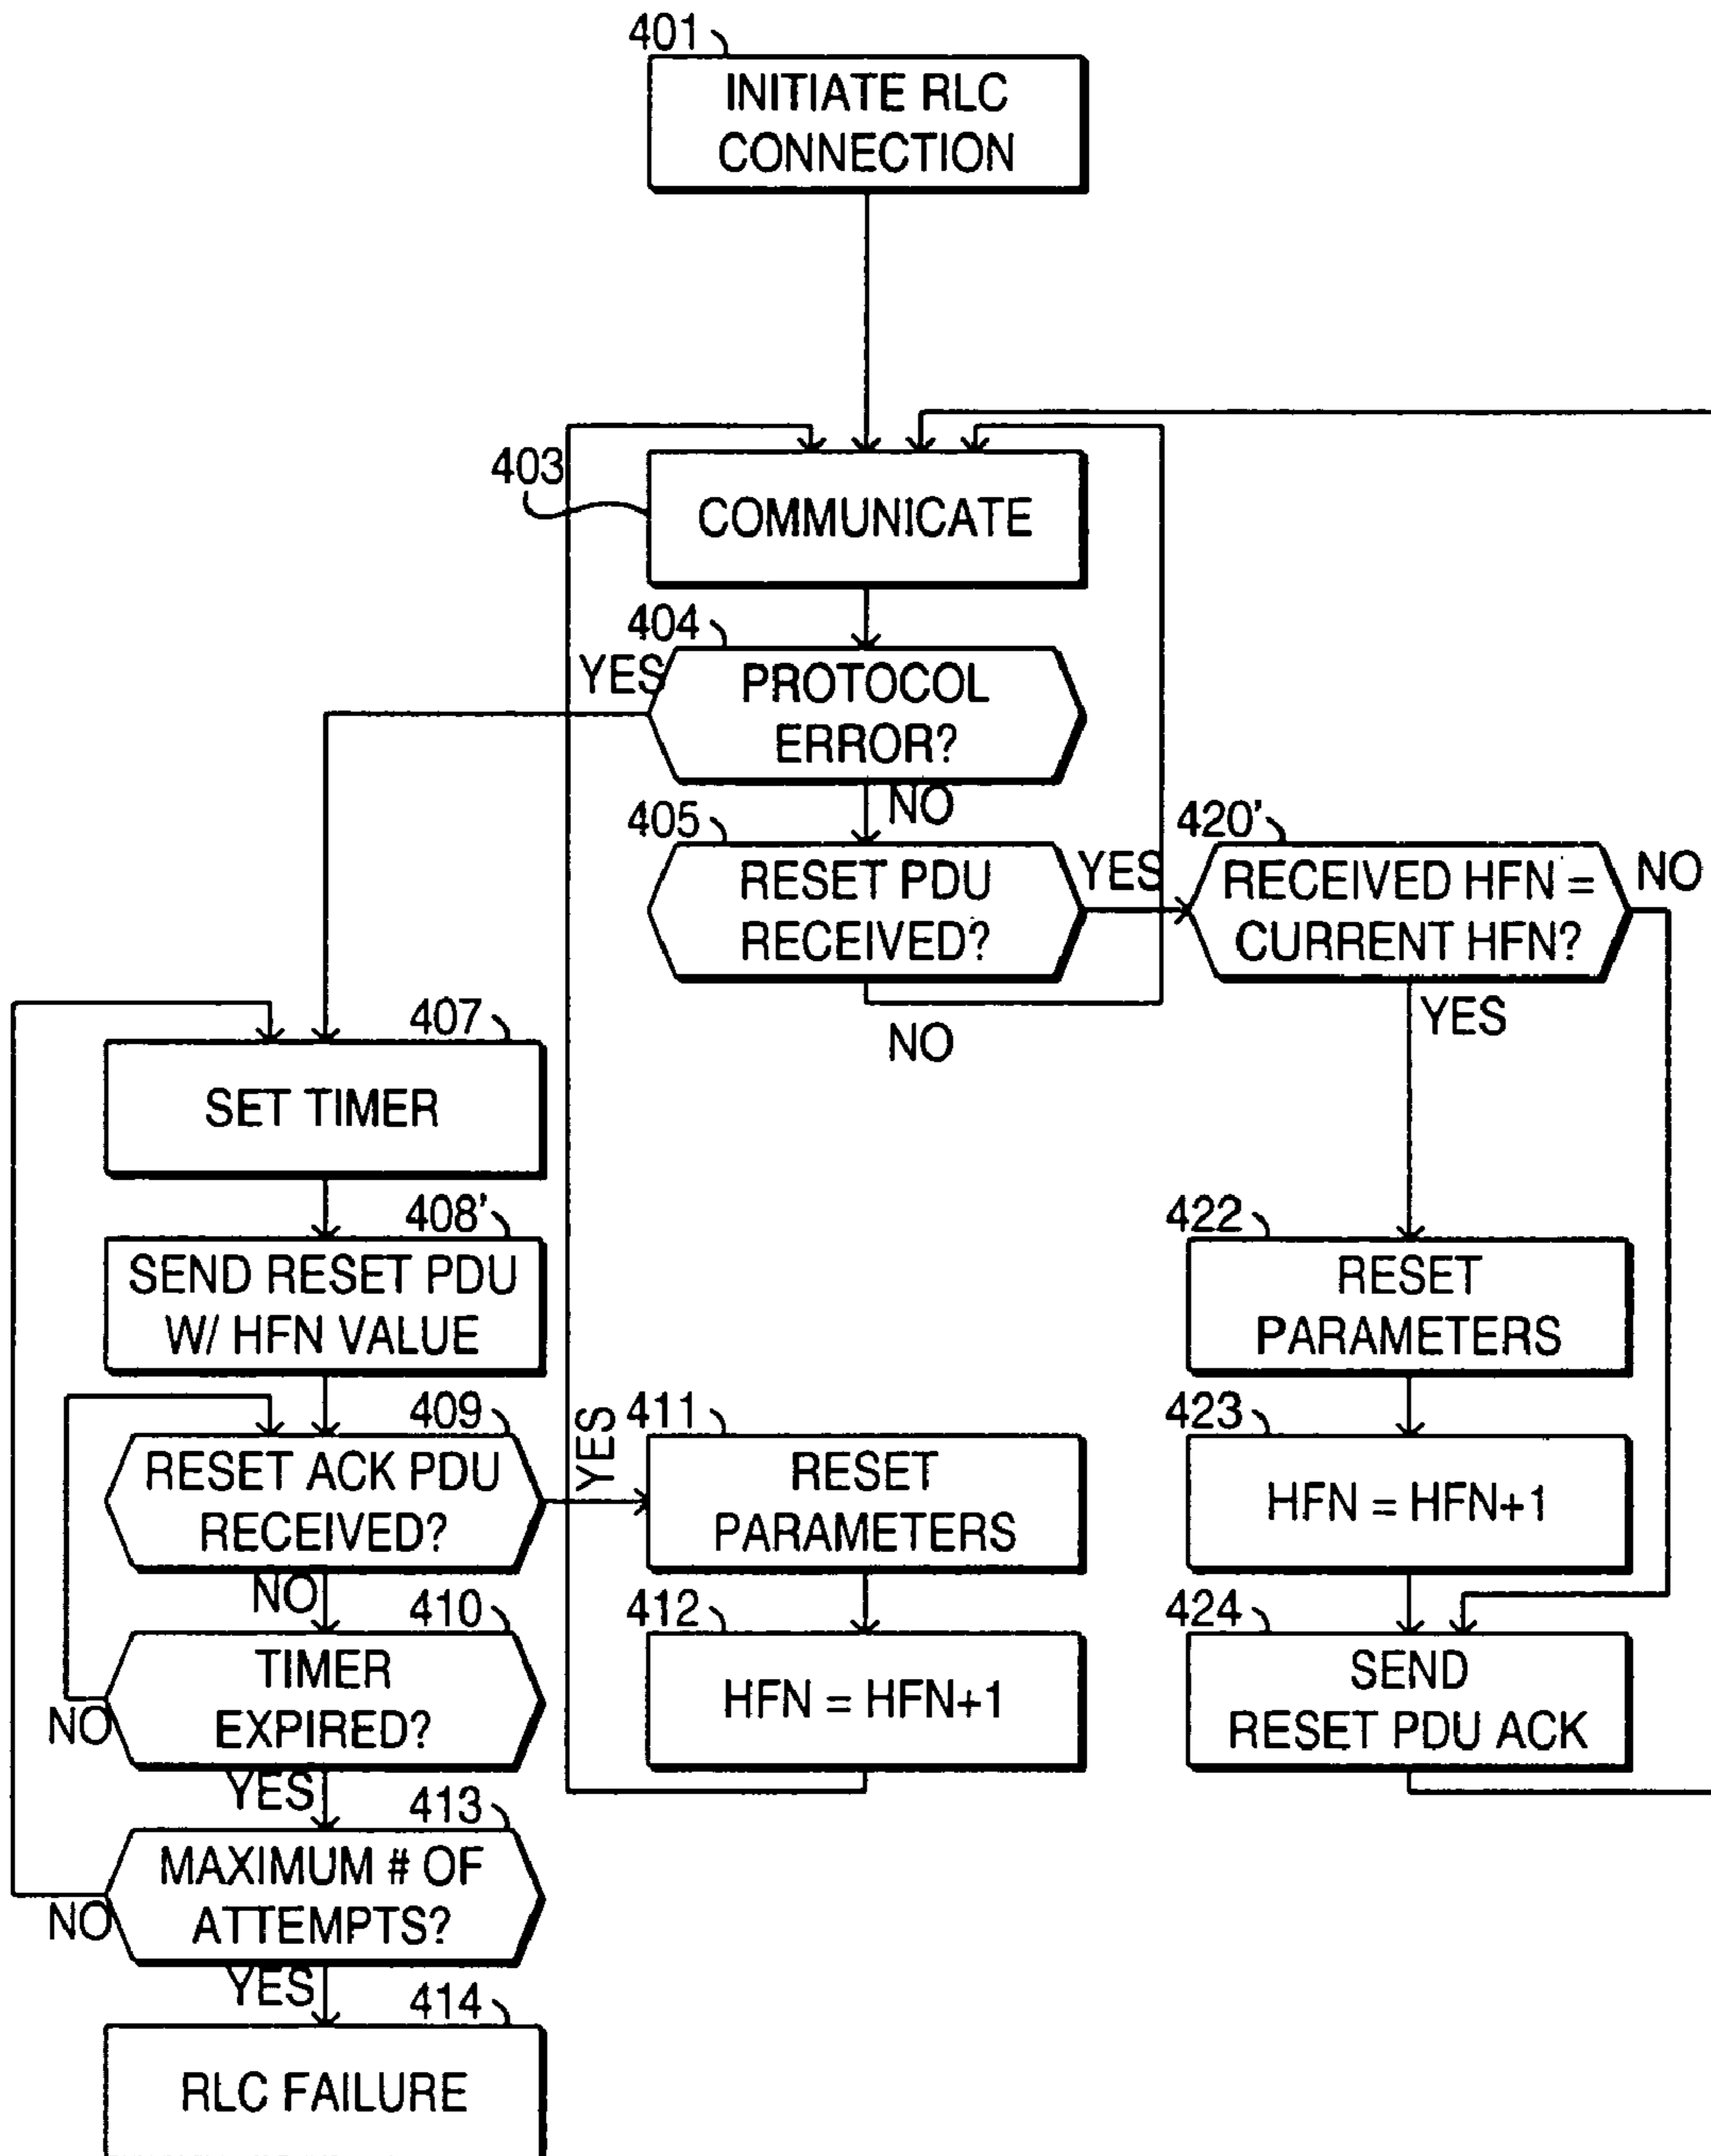 401
INITIATE RLC
CONNECTION
403
COMMUNICATE
404
YES
PROTOCOL
ERROR?
NO
405
RESET PDU
RECEIVED?
YES
NO
420'
RECEIVED HFN =
CURRENT HFN?
NO
YES
407
SET TIMER
408'
SEND RESET PDU
W/ HFN VALUE
409
RESET ACK PDU
RECEIVED?
YES
NO
410
TIMER
EXPIRED?
NO
YES
413
MAXIMUM # OF
ATTEMPTS?
NO
YES
414
RLC FAILURE
411
RESET
PARAMETERS
412
HFN = HFN+1
422
RESET
PARAMETERS
423
HFN = HFN+1
424
SEND
RESET PDU ACK